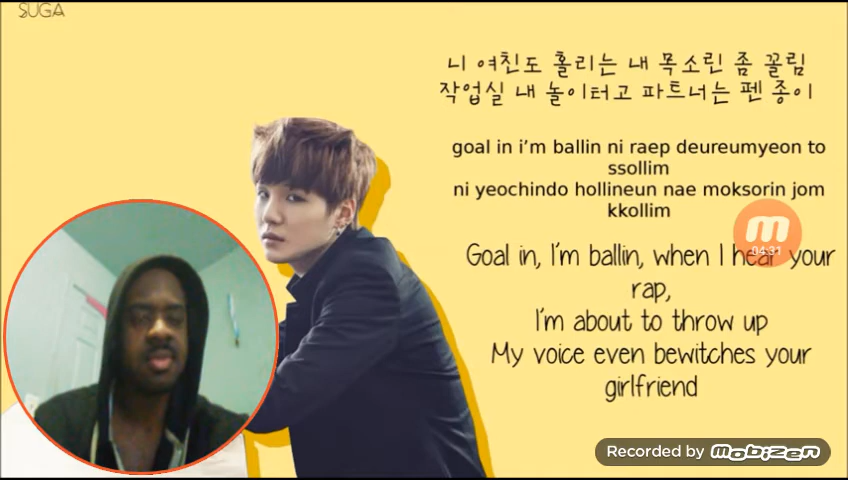 SUGA
니 여친도 홀리는 내 목소린 좀 꼴림
작업실 내 놀이터고 파트너는 펜 종이
goal in i'm ballin ni raep deureumyeon to
ssollim
ni yeochindo hollineun nae moksorin jom
kkollim
M
04:31
Goal in, I'm ballin, when I hear your
rap,
I'm about to throw up
My voice even bewitches your
girlfriend
Recorded by mobizen